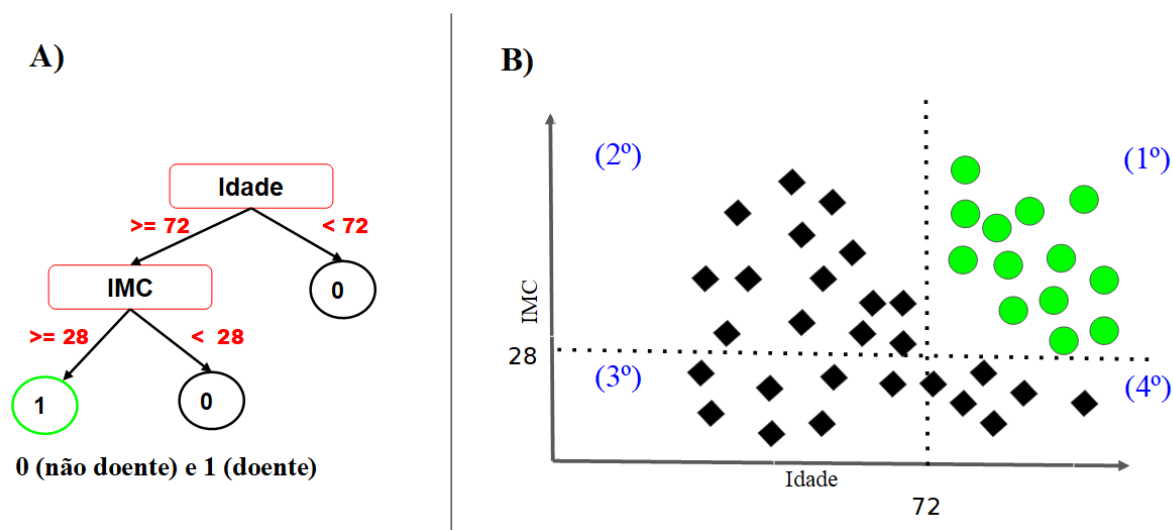 A)
Idade
>= 72
< 72
IMC
0
>= 28
< 28
1
0
0 (não doente) e 1 (doente)
B)
(2º)
(1º)
IMC
28
(3º)
(4º)
Idade
72